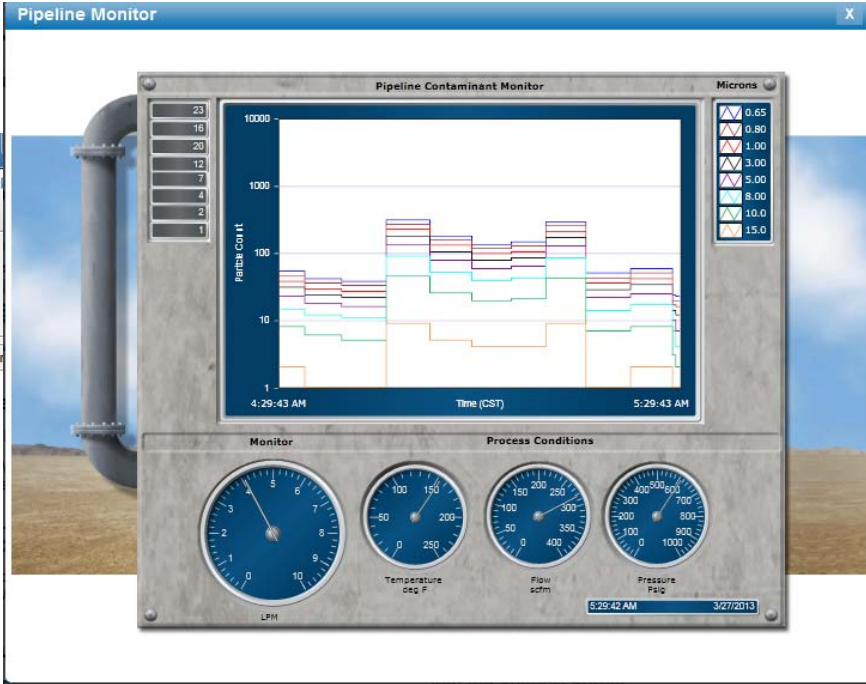 Pipeline Monitor X
Pipeline Contaminant Monitor
Microns
23
16
20
12
7
4
2
1
10000
1000
100
10
1
Particle Count
4:29:43 AM Time (CST) 5:29:43 AM
0.65
0.80
1.00
3.00
5.00
8.00
10.0
15.0
Monitor
Process Conditions
0 1 2 3 4 5 6 7 8 9 10
LPM
0 50 100 150 200 250
Temperature
deg F
0 50 100 150 200 250 300 350 400
Flow
scfm
0 100 200 300 400 500 600 700 800 900 1000
Pressure
Psig
5:29:42 AM 3/27/2013